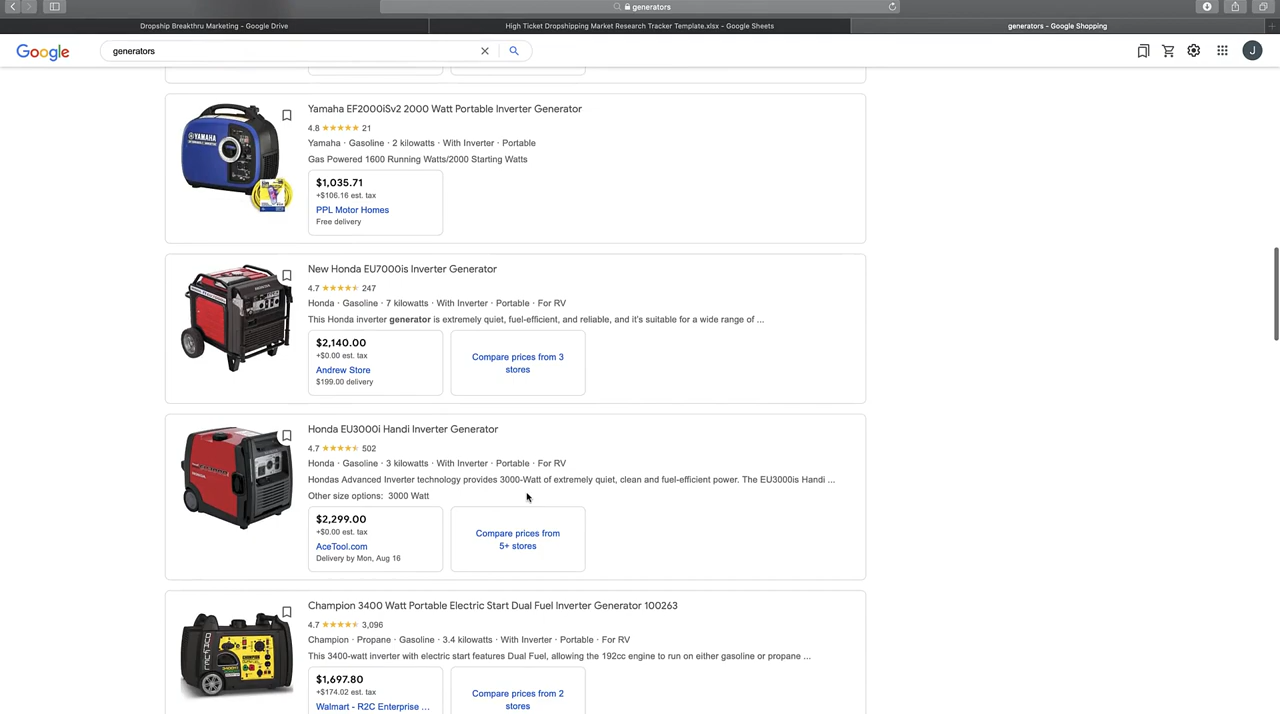 generators
Dropship Breakthru Marketing - Google Drive
High Ticket Dropshipping Market Research Tracker Template.xlsx - Google Sheets
generators - Google Shopping
Google
generators
J
Yamaha EF2000iSv2 2000 Watt Portable Inverter Generator
4.8 ★★★★★ 21
Yamaha · Gasoline · 2 kilowatts · With Inverter · Portable
Gas Powered 1600 Running Watts/2000 Starting Watts
YAMAHA
$1,035.71
+$106.16 est. tax
PPL Motor Homes
Free delivery
New Honda EU7000is Inverter Generator
4.7 ★★★★★ 247
Honda · Gasoline · 7 kilowatts · With Inverter · Portable · For RV
This Honda inverter generator is extremely quiet, fuel-efficient, and reliable, and it's suitable for a wide range of ...
$2,140.00
+$0.00 est. tax
Andrew Store
$199.00 delivery
Compare prices from 3
stores
Honda EU3000i Handi Inverter Generator
4.7 ★★★★★ 502
Honda · Gasoline · 3 kilowatts · With Inverter · Portable · For RV
Hondas Advanced Inverter technology provides 3000-Watt of extremely quiet, clean and fuel-efficient power. The EU3000is Handi ...
Other size options: 3000 Watt
$2,299.00
+$0.00 est. tax
AceTool.com
Delivery by Mon, Aug 16
Compare prices from
5+ stores
Champion 3400 Watt Portable Electric Start Dual Fuel Inverter Generator 100263
4.7 ★★★★★ 3,096
Champion · Propane · Gasoline · 3.4 kilowatts · With Inverter · Portable · For RV
This 3400-watt inverter with electric start features Dual Fuel, allowing the 192cc engine to run on either gasoline or propane ...
$1,697.80
+$174.02 est. tax
Walmart - R2C Enterprise ...
Compare prices from 2
stores